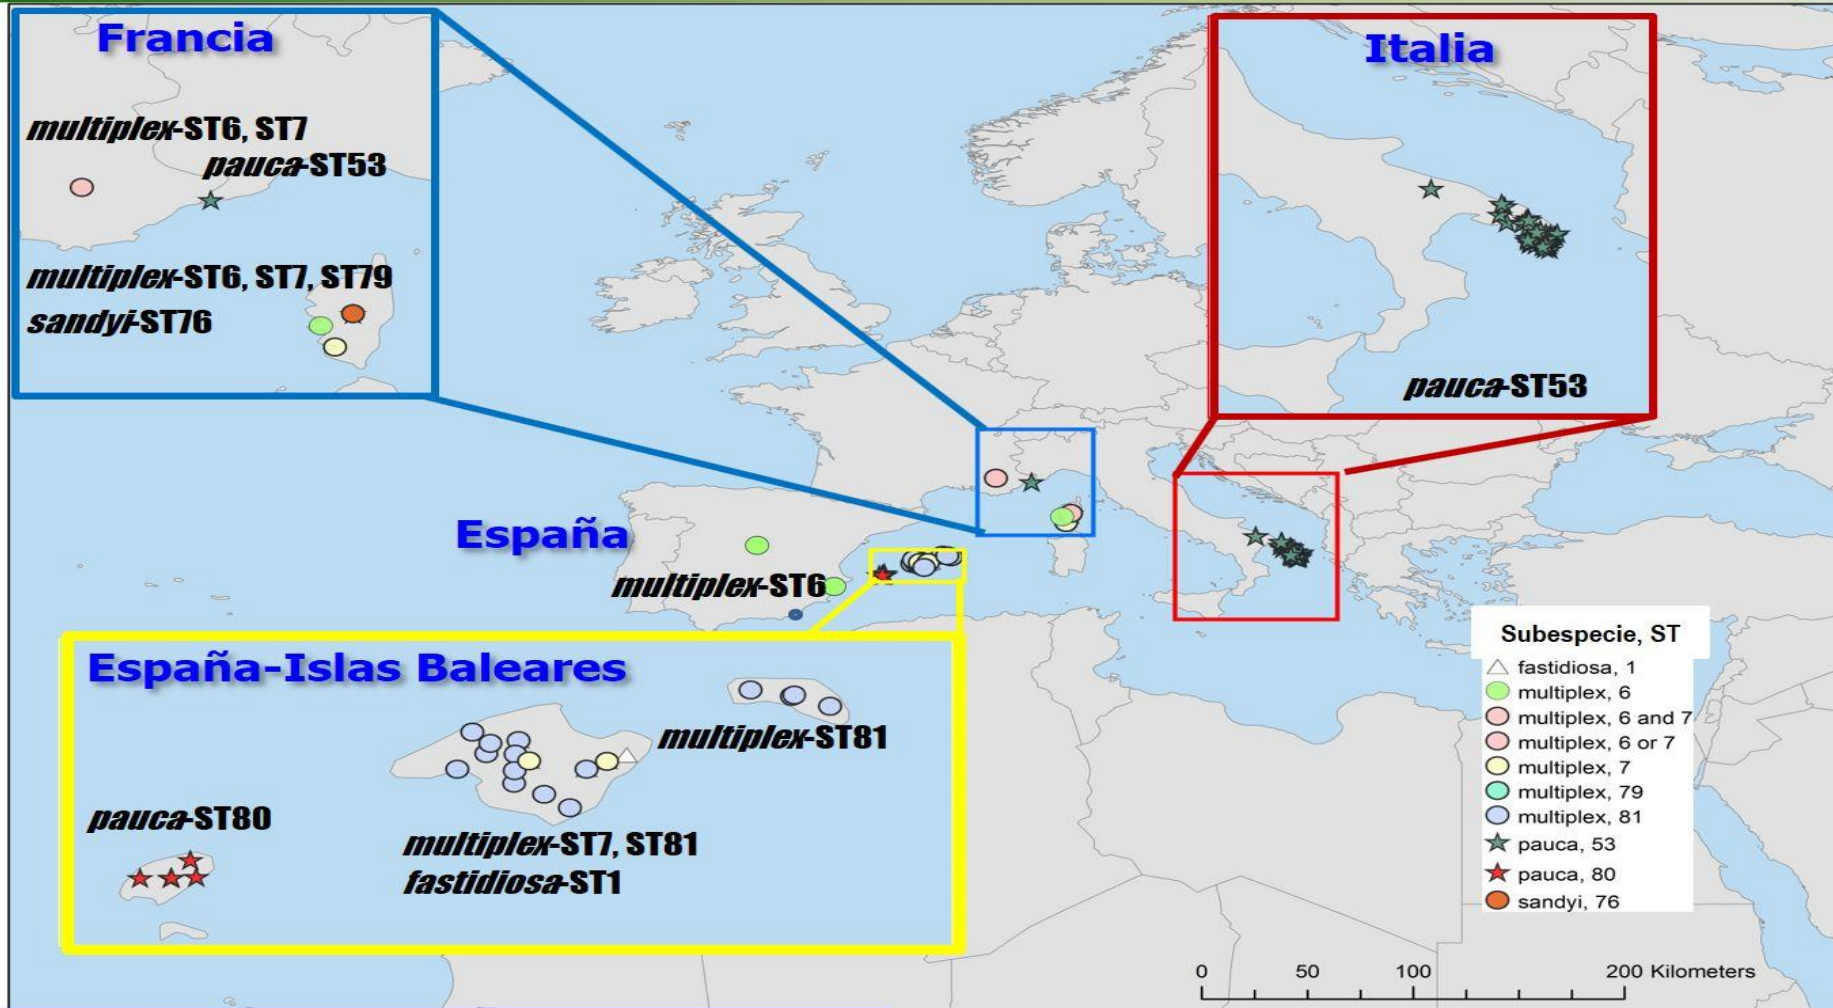 Francia
multiplex-ST6, ST7
pauca-ST53
multiplex-ST6, ST7, ST79
sandyi-ST76
Italia
pauca-ST53
España
multiplex-ST6
España-Islas Baleares
multiplex-ST81
pauca-ST80
multiplex-ST7, ST81
fastidiosa-ST1
Subespecie, ST
fastidiosa, 1
multiplex, 6
multiplex, 6 and 7
multiplex, 6 or 7
multiplex, 7
multiplex, 79
multiplex, 81
pauca, 53
pauca, 80
sandyi, 76
0 50 100 200 Kilometers